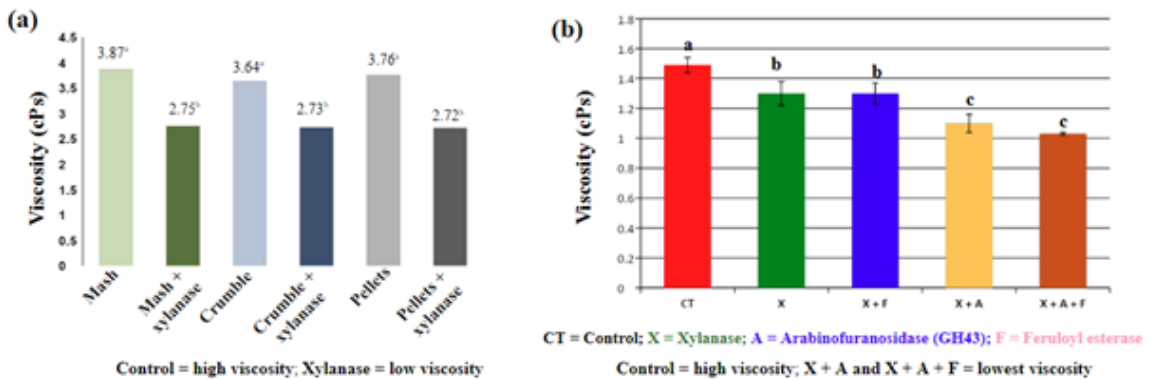 (a)
Viscosity (cPs)
4.5
4
3.5
3
2.5
2
1.5
1
0.5
0
3.87ᵃ
2.75ᵇ
3.64ᵃ
2.73ᵇ
3.76ᵃ
2.72ᵇ
Mash
Mash +
xylanase
Crumble
Crumble +
xylanase
Pellets
Pellets +
xylanase
Control = high viscosity; Xylanase = low viscosity
(b)
Viscosity (cPs)
1.8
1.6
1.4
1.2
1
0.8
0.6
0.4
0.2
0
a
b
b
c
c
CT
X
X + F
X + A
X + A + F
CT = Control; X = Xylanase; A = Arabinofuranosidase (GH43); F = Feruloyl esterase
Control = high viscosity; X + A and X + A + F = lowest viscosity